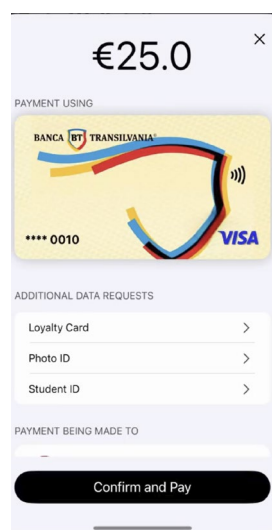 €25.0
PAYMENT USING
BANCA BT TRANSILVANIA
**** 0010
VISA
ADDITIONAL DATA REQUESTS
Loyalty Card
Photo ID
Student ID
PAYMENT BEING MADE TO
Confirm and Pay